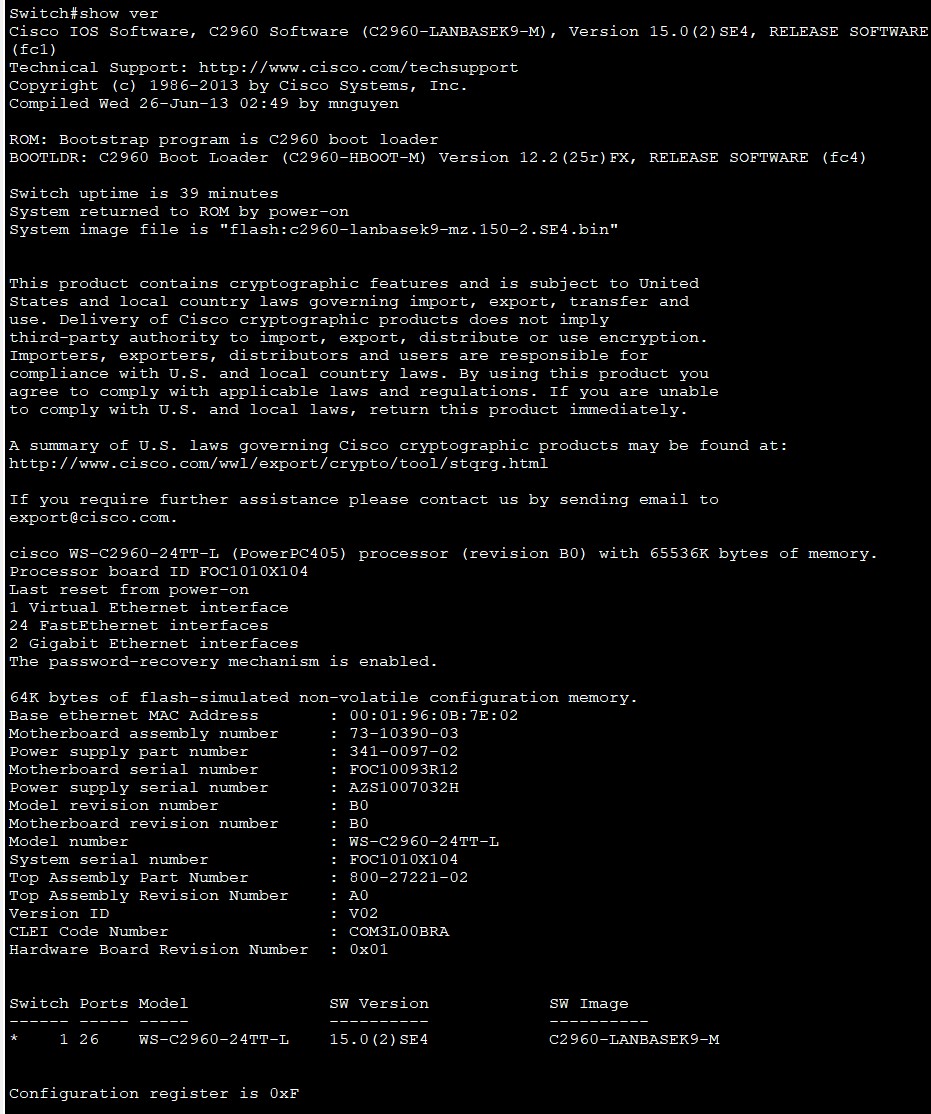 Switch#show ver
Cisco IOS Software, C2960 Software (C2960-LANBASEK9-M), Version 15.0(2)SE4, RELEASE SOFTWARE
(fc1)
Technical Support: http://www.cisco.com/techsupport
Copyright (c) 1986-2013 by Cisco Systems, Inc.
Compiled Wed 26-Jun-13 02:49 by mnguyen
ROM: Bootstrap program is C2960 boot loader
BOOTLDR: C2960 Boot Loader (C2960-HBOOT-M) Version 12.2(25r)FX, RELEASE SOFTWARE (fc4)
Switch uptime is 39 minutes
System returned to ROM by power-on
System image file is "flash:c2960-lanbasek9-mz.150-2.SE4.bin"
This product contains cryptographic features and is subject to United
States and local country laws governing import, export, transfer and
use. Delivery of Cisco cryptographic products does not imply
third-party authority to import, export, distribute or use encryption.
Importers, exporters, distributors and users are responsible for
compliance with U.S. and local country laws. By using this product you
agree to comply with applicable laws and regulations. If you are unable
to comply with U.S. and local laws, return this product immediately.
A summary of U.S. laws governing Cisco cryptographic products may be found at:
http://www.cisco.com/wwl/export/crypto/tool/stqrg.html
If you require further assistance please contact us by sending email to
export@cisco.com.
cisco WS-C2960-24TT-L (PowerPC405) processor (revision B0) with 65536K bytes of memory.
Processor board ID FOC1010X104
Last reset from power-on
1 Virtual Ethernet interface
24 FastEthernet interfaces
2 Gigabit Ethernet interfaces
The password-recovery mechanism is enabled.
64K bytes of flash-simulated non-volatile configuration memory.
Base ethernet MAC Address       : 00:01:96:0B:7E:02
Motherboard assembly number     : 73-10390-03
Power supply part number        : 341-0097-02
Motherboard serial number       : FOC10093R12
Power supply serial number      : AZS1007032H
Model revision number           : B0
Motherboard revision number     : B0
Model number                    : WS-C2960-24TT-L
System serial number            : FOC1010X104
Top Assembly Part Number        : 800-27221-02
Top Assembly Revision Number    : A0
Version ID                      : V02
CLEI Code Number                : COM3L00BRA
Hardware Board Revision Number  : 0x01
Switch Ports Model              SW Version            SW Image
------ ----- -----              ----------            ----------
*    1 26    WS-C2960-24TT-L    15.0(2)SE4            C2960-LANBASEK9-M
Configuration register is 0xF